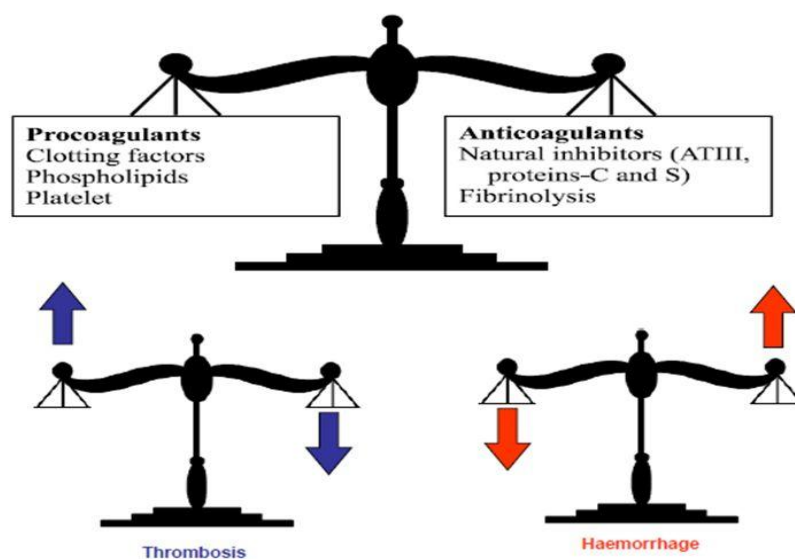 Procoagulants
Clotting factors
Phospholipids
Platelet
Anticoagulants
Natural inhibitors (ATIII,
proteins-C and S)
Fibrinolysis
Thrombosis
Haemorrhage